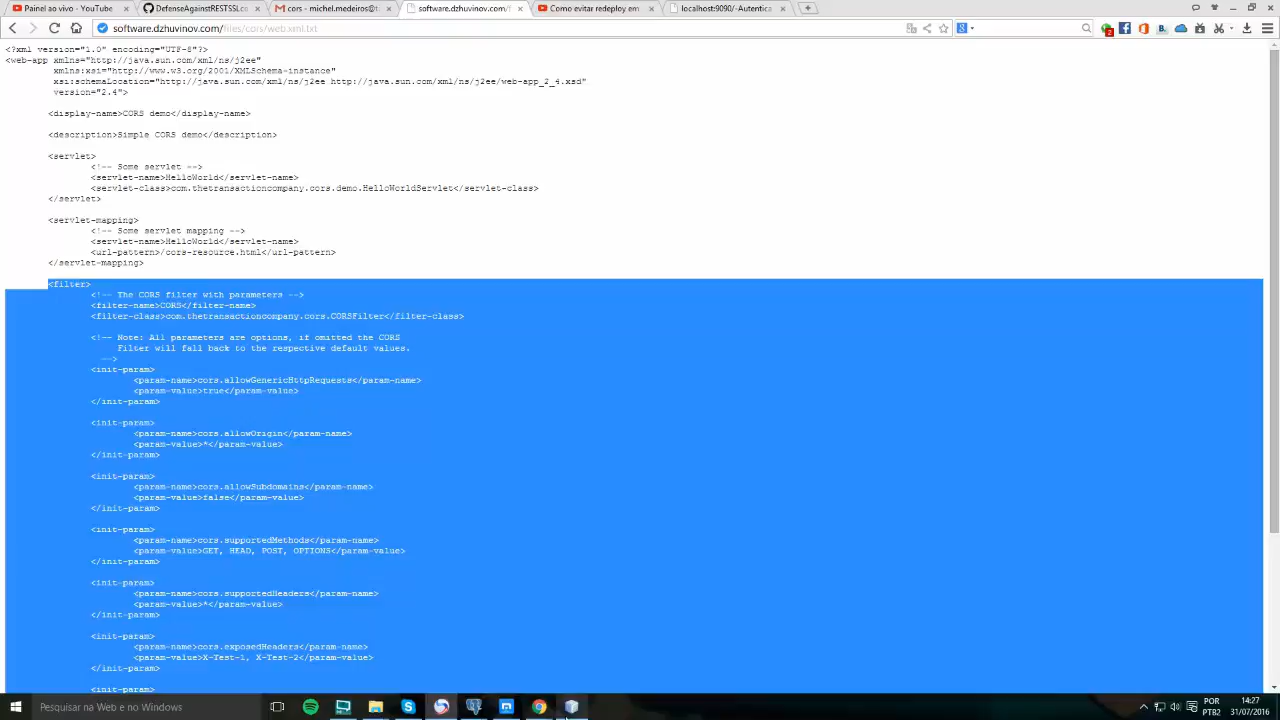 Painel ao vivo - YouTube
DefenseAgainstRESTSSLco
cors - michel.medeiros@t
software.dzhuvinov.com/
Como evitar redeploy em
localhost:9090/-Autentica
software.dzhuvinov.com/files/cors/web.xml.txt
<?xml version="1.0" encoding="UTF-8"?>
<web-app xmlns="http://java.sun.com/xml/ns/j2ee"
xmlns:xsi="http://www.w3.org/2001/XMLSchema-instance"
xsi:schemaLocation="http://java.sun.com/xml/ns/j2ee http://java.sun.com/xml/ns/j2ee/web-app_2_4.xsd"
version="2.4">
<display-name>CORS demo</display-name>
<description>Simple CORS demo</description>
<servlet>
<!-- Some servlet -->
<servlet-name>HelloWorld</servlet-name>
<servlet-class>com.thetransactioncompany.cors.demo.HelloWorldServlet</servlet-class>
</servlet>
<servlet-mapping>
<!-- Some servlet mapping -->
<servlet-name>HelloWorld</servlet-name>
<url-pattern>/cors-resource.html</url-pattern>
</servlet-mapping>
<filter>
<!-- The CORS filter with parameters -->
<filter-name>CORS</filter-name>
<filter-class>com.thetransactioncompany.cors.CORSFilter</filter-class>
<!-- Note: All parameters are options, if omitted the CORS
Filter will fall back to the respective default values.
-->
<init-param>
<param-name>cors.allowGenericHttpRequests</param-name>
<param-value>true</param-value>
</init-param>
<init-param>
<param-name>cors.allowOrigin</param-name>
<param-value>*</param-value>
</init-param>
<init-param>
<param-name>cors.allowSubdomains</param-name>
<param-value>false</param-value>
</init-param>
<init-param>
<param-name>cors.supportedMethods</param-name>
<param-value>GET, HEAD, POST, OPTIONS</param-value>
</init-param>
<init-param>
<param-name>cors.supportedHeaders</param-name>
<param-value>*</param-value>
</init-param>
<init-param>
<param-name>cors.exposedHeaders</param-name>
<param-value>X-Test-1, X-Test-2</param-value>
</init-param>
<init-param>
Pesquisar na Web e no Windows
POR
PTB2
14:27
31/07/2016